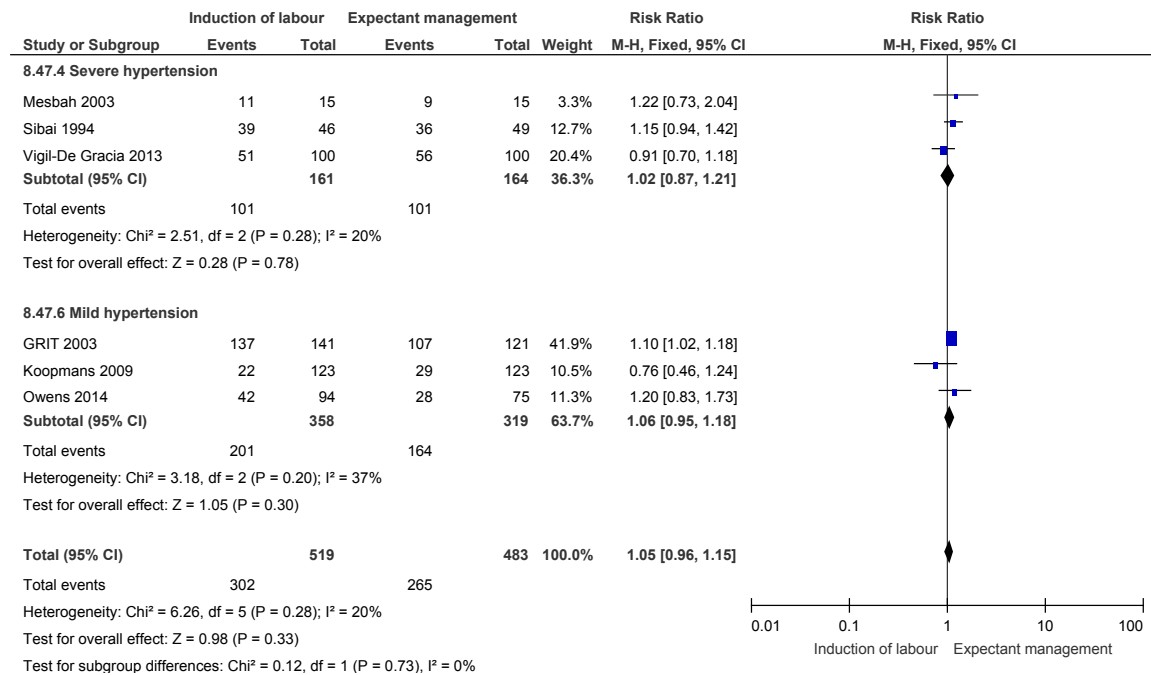 Induction of labour Expectant management Risk Ratio Risk Ratio
Study or Subgroup Events Total Events Total Weight M-H, Fixed, 95% CI M-H, Fixed, 95% CI
8.47.4 Severe hypertension
Mesbah 2003 11 15 9 15 3.3% 1.22 [0.73, 2.04]
Sibai 1994 39 46 36 49 12.7% 1.15 [0.94, 1.42]
Vigil-De Gracia 2013 51 100 56 100 20.4% 0.91 [0.70, 1.18]
Subtotal (95% CI) 161 164 36.3% 1.02 [0.87, 1.21]
Total events 101 101
Heterogeneity: Chi² = 2.51, df = 2 (P = 0.28); I² = 20%
Test for overall effect: Z = 0.28 (P = 0.78)
8.47.6 Mild hypertension
GRIT 2003 137 141 107 121 41.9% 1.10 [1.02, 1.18]
Koopmans 2009 22 123 29 123 10.5% 0.76 [0.46, 1.24]
Owens 2014 42 94 28 75 11.3% 1.20 [0.83, 1.73]
Subtotal (95% CI) 358 319 63.7% 1.06 [0.95, 1.18]
Total events 201 164
Heterogeneity: Chi² = 3.18, df = 2 (P = 0.20); I² = 37%
Test for overall effect: Z = 1.05 (P = 0.30)
Total (95% CI) 519 483 100.0% 1.05 [0.96, 1.15]
Total events 302 265
Heterogeneity: Chi² = 6.26, df = 5 (P = 0.28); I² = 20%
Test for overall effect: Z = 0.98 (P = 0.33)
Test for subgroup differences: Chi² = 0.12, df = 1 (P = 0.73), I² = 0%
0.01 0.1 1 10 100
Induction of labour Expectant management